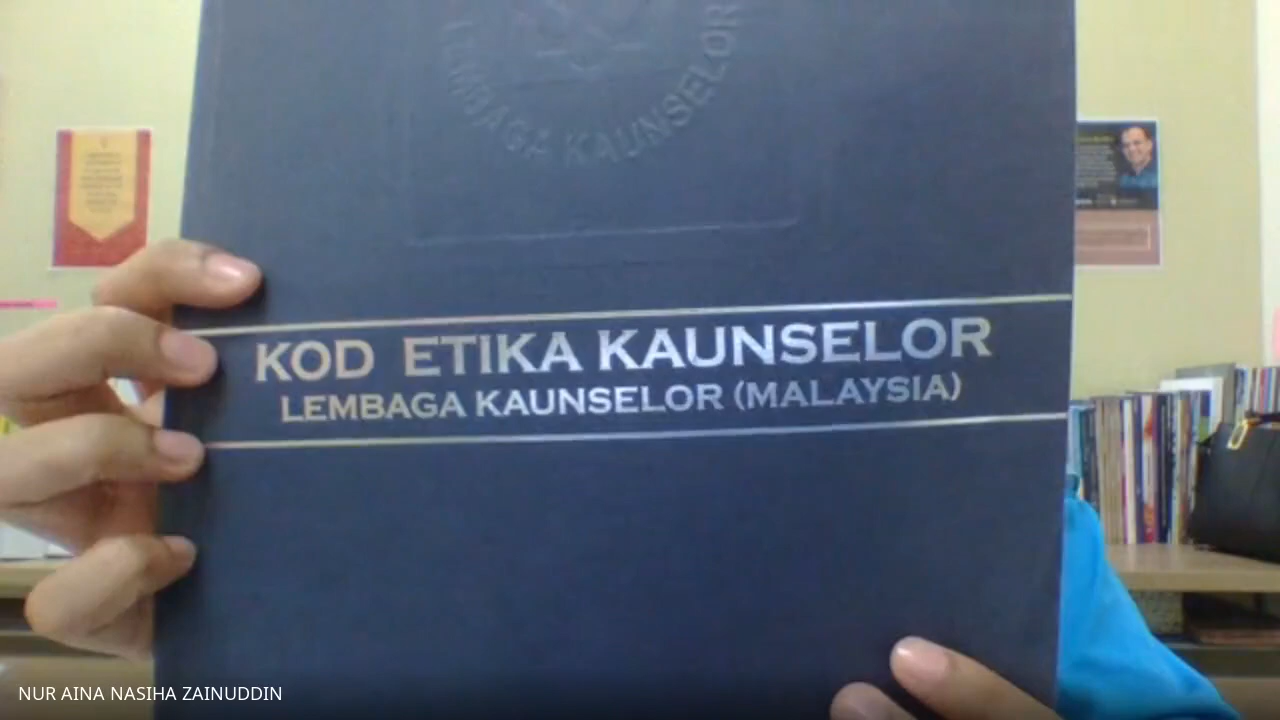 LEMBAGA KAUNSELOR
KOD ETIKA KAUNSELOR
LEMBAGA KAUNSELOR (MALAYSIA)
NUR AINA NASIHA ZAINUDDIN